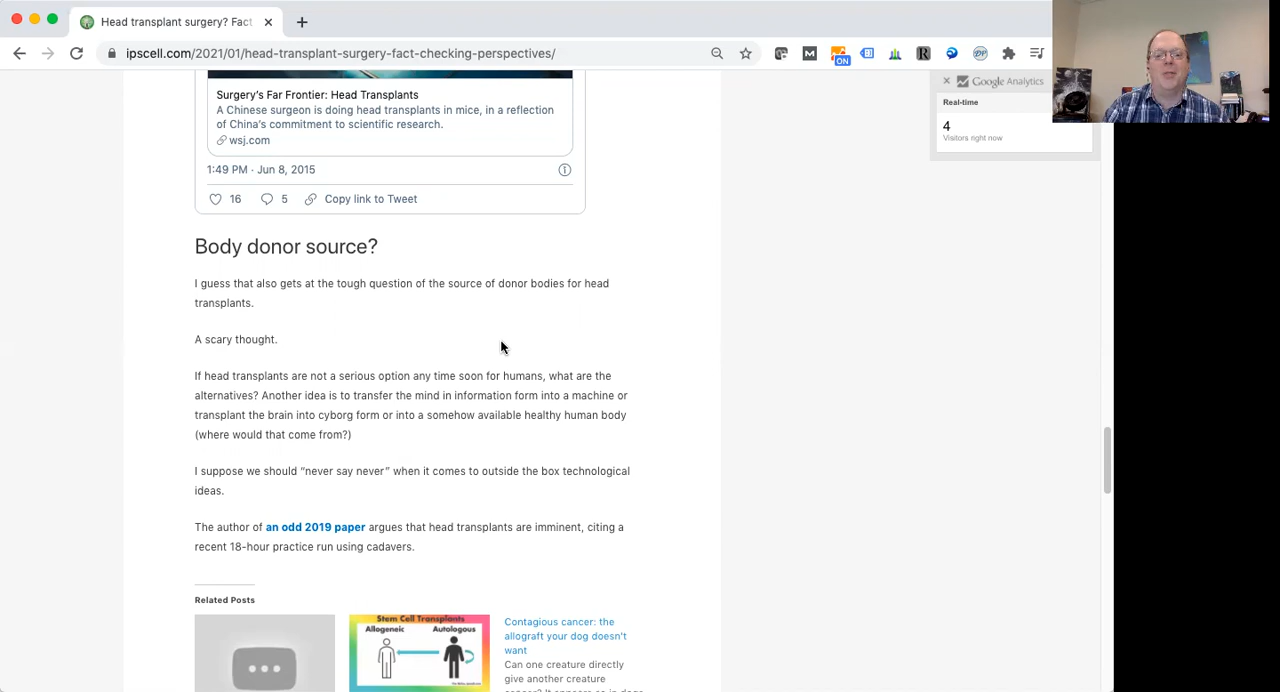 Head transplant surgery? Fact
ipscell.com/2021/01/head-transplant-surgery-fact-checking-perspectives/
ON
Surgery's Far Frontier: Head Transplants
A Chinese surgeon is doing head transplants in mice, in a reflection
of China's commitment to scientific research.
wsj.com
1:49 PM · Jun 8, 2015
16 5 Copy link to Tweet
Google Analytics
Real-time
4
Visitors right now
Body donor source?
I guess that also gets at the tough question of the source of donor bodies for head
transplants.
A scary thought.
If head transplants are not a serious option any time soon for humans, what are the
alternatives? Another idea is to transfer the mind in information form into a machine or
transplant the brain into cyborg form or into a somehow available healthy human body
(where would that come from?)
I suppose we should “never say never” when it comes to outside the box technological
ideas.
The author of an odd 2019 paper argues that head transplants are imminent, citing a
recent 18-hour practice run using cadavers.
Related Posts
Stem Cell Transplants
Allogeneic Autologous
Contagious cancer: the
allograft your dog doesn't
want
Can one creature directly
give another creature